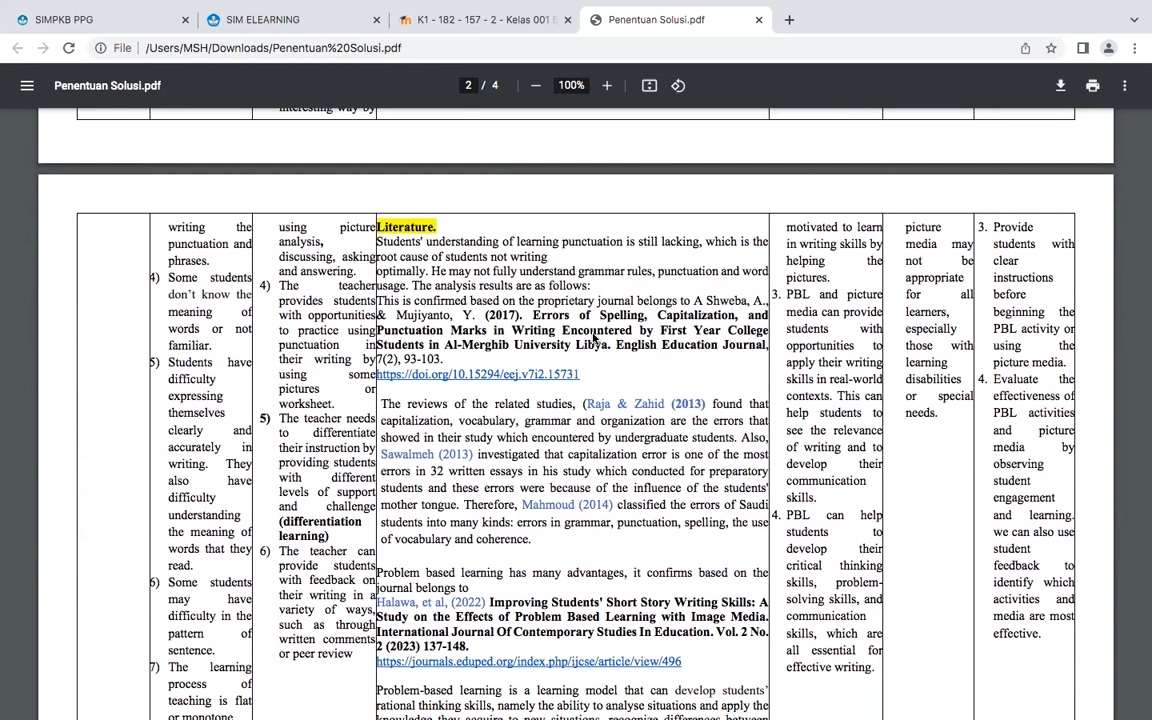 SIMPKB PPG
SIM ELEARNING
K1 - 182 - 157 - 2 - Kelas 001
Penentuan Solusi.pdf
File /Users/MSH/Downloads/Penentuan%20Solusi.pdf
Penentuan Solusi.pdf
2 / 4
100%
interesting way by
writing the
punctuation and
phrases.
4) Some students
don't know the
meaning of
words or not
familiar.
5) Students have
difficulty
expressing
themselves
clearly and
accurately in
writing. They
also have
difficulty
understanding
the meaning of
words that they
read.
6) Some students
may have
difficulty in the
pattern of
sentence.
7) The learning
process of
teaching is flat
or monotone
using picture
analysis,
discussing, asking
and answering.
4) The teacher
provides students
with opportunities
to practice using
punctuation in
their writing by
using some
pictures or
worksheet.
5) The teacher needs
to differentiate
their instruction by
providing students
with different
levels of support
and challenge
(differentiation
learning)
6) The teacher can
provide students
with feedback on
their writing in a
variety of ways,
such as through
written comments
or peer review
Literature.
Students' understanding of learning punctuation is still lacking, which is the
root cause of students not writing
optimally. He may not fully understand grammar rules, punctuation and word
usage. The analysis results are as follows:
This is confirmed based on the proprietary journal belongs to A Shweba, A.,
& Mujiyanto, Y. (2017). Errors of Spelling, Capitalization, and
Punctuation Marks in Writing Encountered by First Year College
Students in Al-Merghib University Libya. English Education Journal,
7(2), 93-103.
https://doi.org/10.15294/eej.v7i2.15731
The reviews of the related studies, (Raja & Zahid (2013) found that
capitalization, vocabulary, grammar and organization are the errors that
showed in their study which encountered by undergraduate students. Also,
Sawalmeh (2013) investigated that capitalization error is one of the most
errors in 32 written essays in his study which conducted for preparatory
students and these errors were because of the influence of the students'
mother tongue. Therefore, Mahmoud (2014) classified the errors of Saudi
students into many kinds: errors in grammar, punctuation, spelling, the use
of vocabulary and coherence.
Problem based learning has many advantages, it confirms based on the
journal belongs to
Halawa, et al, (2022) Improving Students' Short Story Writing Skills: A
Study on the Effects of Problem Based Learning with Image Media.
International Journal Of Contemporary Studies In Education. Vol. 2 No.
2 (2023) 137-148.
https://journals.eduped.org/index.php/ijcse/article/view/496
Problem-based learning is a learning model that can develop students'
rational thinking skills, namely the ability to analyse situations and apply the
knowledge they acquire to new situations, recognize differences between
motivated to learn
in writing skills by
helping the
pictures.
3. PBL and picture
media can provide
students with
opportunities to
apply their writing
skills in real-world
contexts. This can
help students to
see the relevance
of writing and to
develop their
communication
skills.
4. PBL can help
students to
develop their
critical thinking
skills, problem-
solving skills, and
communication
skills, which are
all essential for
effective writing.
picture
media may
not be
appropriate
for all
learners,
especially
those with
learning
disabilities
or special
needs.
3. Provide
students with
clear
instructions
before
beginning the
PBL activity or
using the
picture media.
4. Evaluate the
effectiveness of
PBL activities
and picture
media by
observing
student
engagement
and learning.
we can also use
student
feedback to
identify which
activities and
media are most
effective.